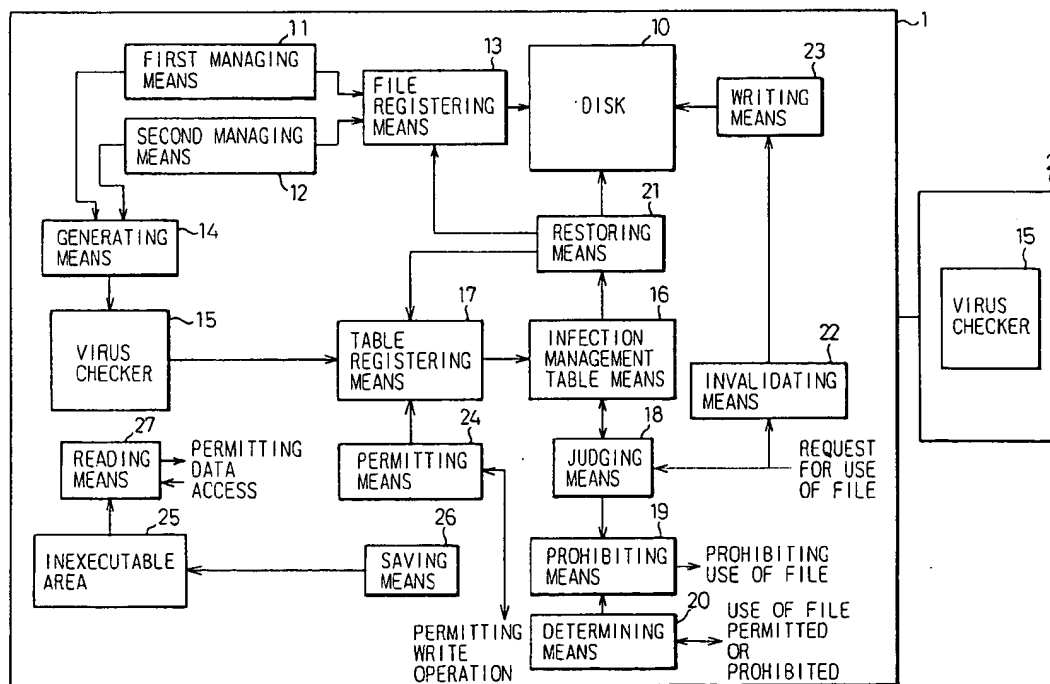 11
FIRST MANAGING
MEANS
SECOND MANAGING
MEANS
12
13
FILE
REGISTERING
MEANS
10
DISK
23
WRITING
MEANS
1
2
GENERATING
MEANS
14
21
RESTORING
MEANS
15
VIRUS
CHECKER
15
VIRUS
CHECKER
17
TABLE
REGISTERING
MEANS
16
INFECTION
MANAGEMENT
TABLE MEANS
22
INVALIDATING
MEANS
27
READING
MEANS
PERMITTING
DATA
ACCESS
24
PERMITTING
MEANS
18
JUDGING
MEANS
REQUEST
FOR USE
OF FILE
25
INEXECUTABLE
AREA
26
SAVING
MEANS
19
PROHIBITING
MEANS
PROHIBITING
USE OF FILE
PERMITTING
WRITE
OPERATION
20
DETERMINING
MEANS
USE OF FILE
PERMITTED
OR
PROHIBITED